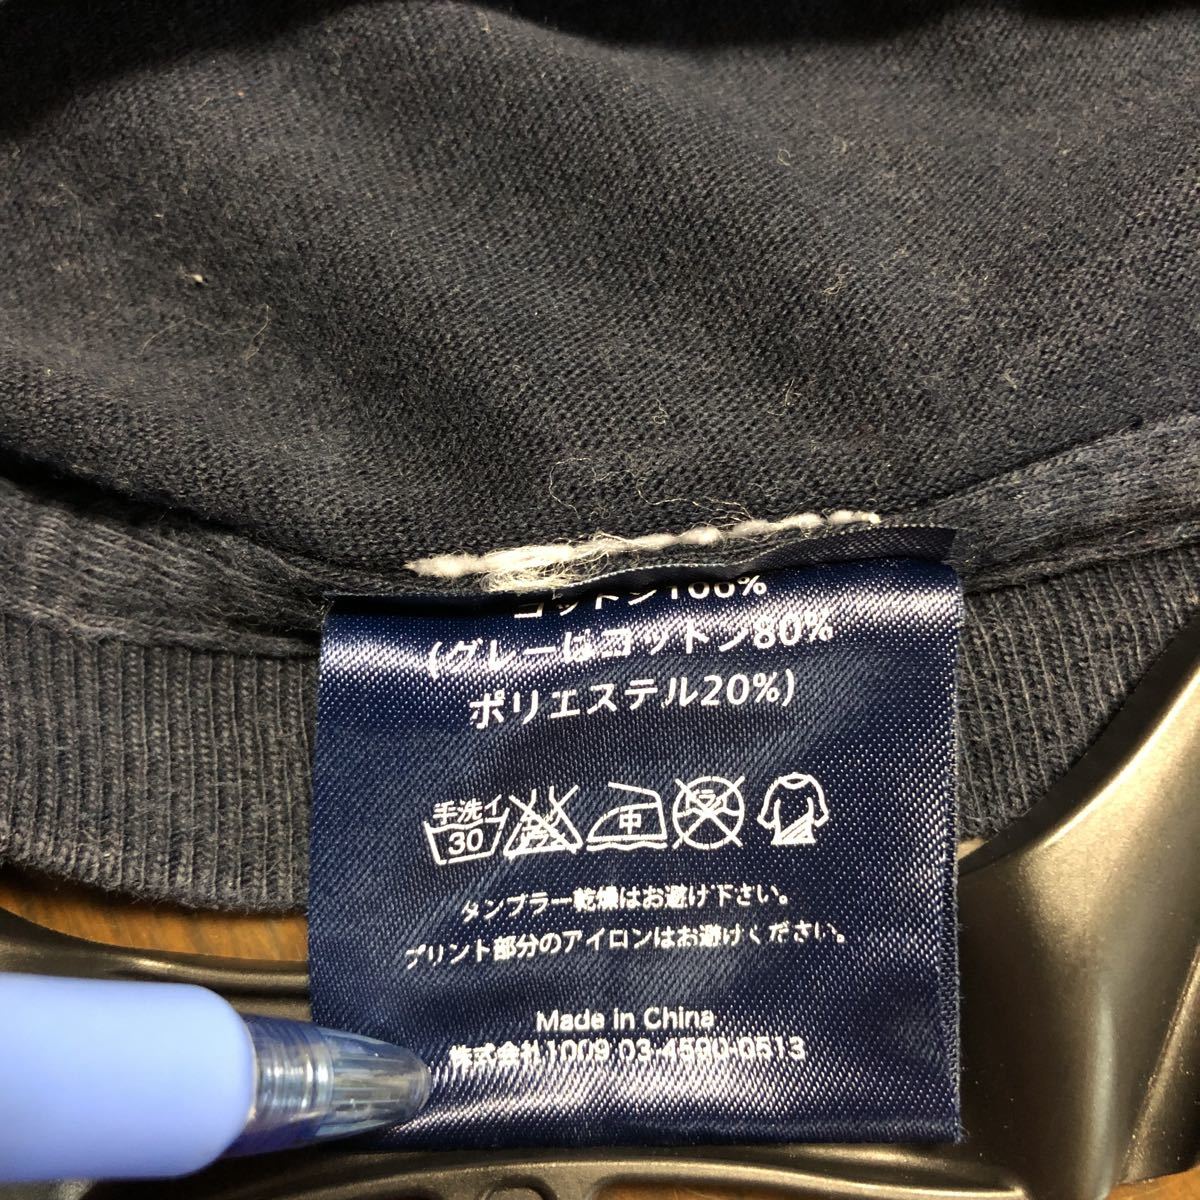 コットン100%
(グレーはコットン80%
ポリエステル20%)
手洗イ
30
中
タンブラー乾燥はお避け下さい。
プリント部分のアイロンはお避けください。
Made in China
株式会社1009 03-4590-0513